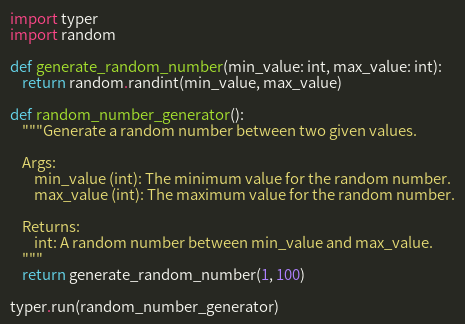 import typer
import random

def generate_random_number(min_value: int, max_value: int):
    return random.randint(min_value, max_value)

def random_number_generator():
    """Generate a random number between two given values.

    Args:
        min_value (int): The minimum value for the random number.
        max_value (int): The maximum value for the random number.

    Returns:
        int: A random number between min_value and max_value.
    """
    return generate_random_number(1, 100)

typer.run(random_number_generator)